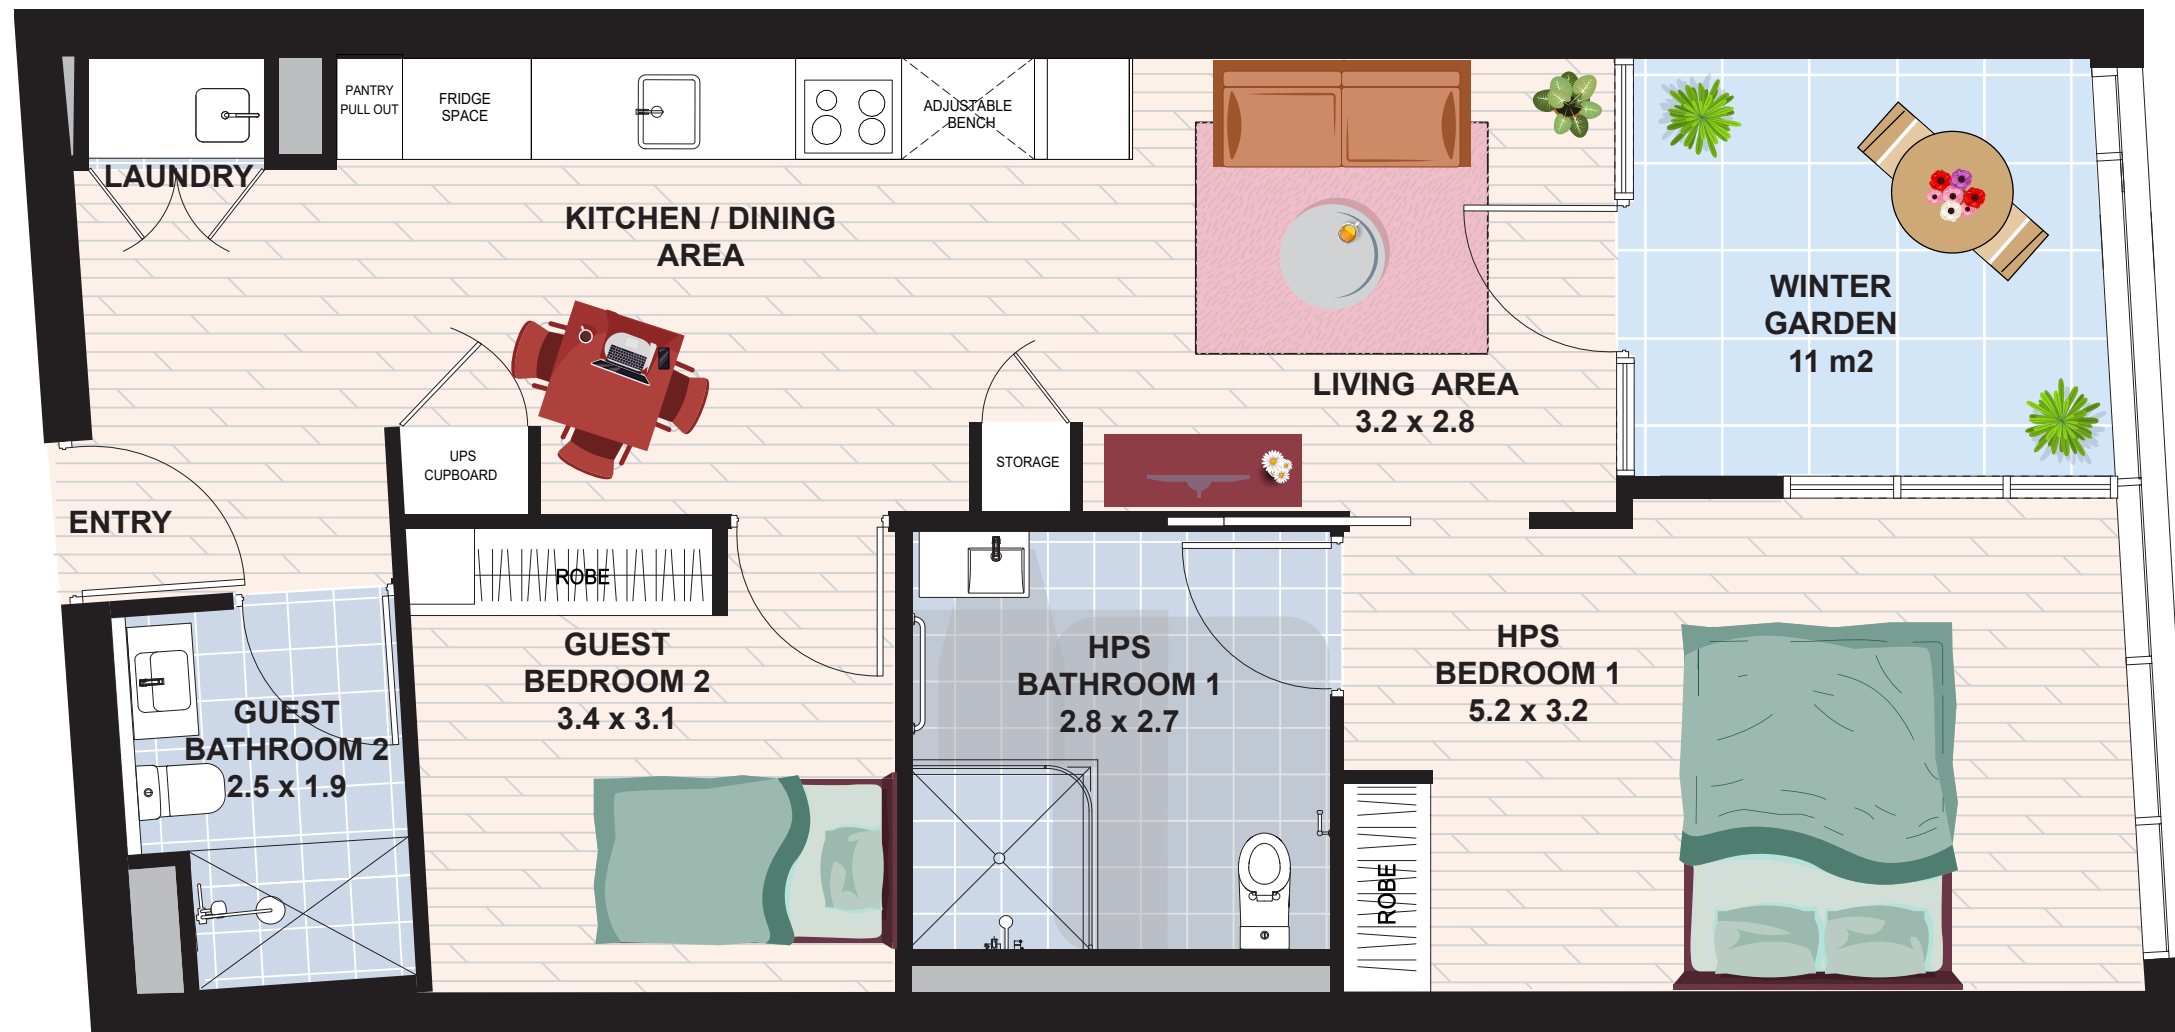 PANTRY
PULL OUT
FRIDGE
SPACE
ADJUSTABLE
BENCH
LAUNDRY
KITCHEN / DINING
AREA
WINTER
GARDEN
11 m2
LIVING AREA
3.2 x 2.8
UPS
CUPBOARD
STORAGE
ENTRY
ROBE
GUEST
BEDROOM 2
3.4 x 3.1
HPS
BATHROOM 1
2.8 x 2.7
HPS
BEDROOM 1
5.2 x 3.2
GUEST
BATHROOM 2
2.5 x 1.9
ROBE